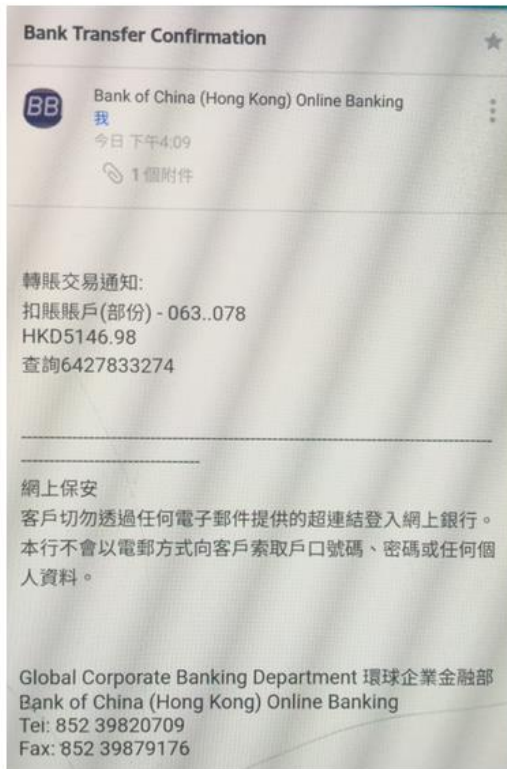 Bank Transfer Confirmation
BB
Bank of China (Hong Kong) Online Banking
我
今日 下午4:09
1 個附件
轉賬交易通知:
扣賬賬戶(部份) - 063..078
HKD5146.98
查詢6427833274
網上保安
客戶切勿透過任何電子郵件提供的超連結登入網上銀行。
本行不會以電郵方式向客戶索取戶口號碼、密碼或任何個
人資料。
Global Corporate Banking Department 環球企業金融部
Bank of China (Hong Kong) Online Banking
Tei: 852 39820709
Fax: 852 39879176